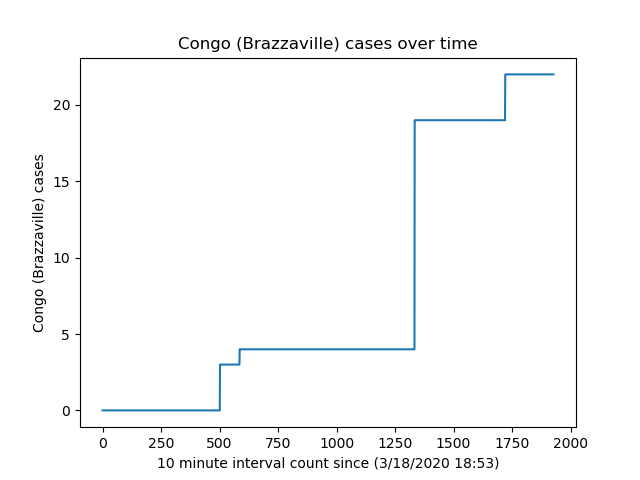 Congo (Brazzaville) cases over time
Congo (Brazzaville) cases
20
15
10
5
0
0 250 500 750 1000 1250 1500 1750 2000
10 minute interval count since (3/18/2020 18:53)